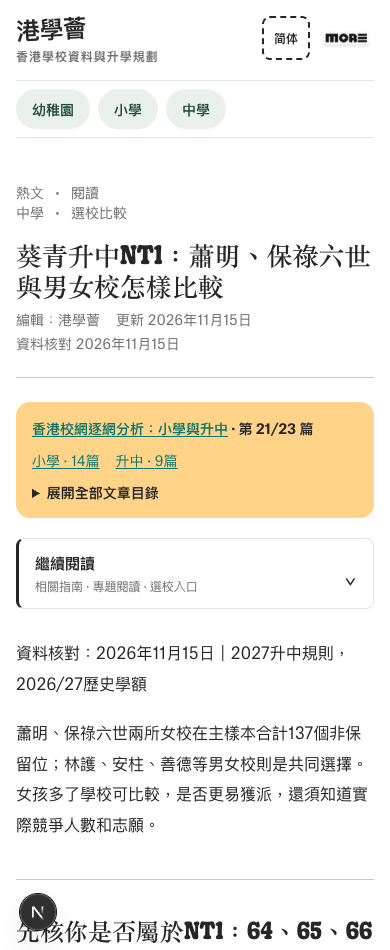 港學薈
香港學校資料與升學規劃
简体
MORE
幼稚園
小學
中學
熱文 · 閱讀
中學 · 選校比較
葵青升中NT1：蕭明、保祿六世
與男女校怎樣比較
編輯：港學薈 更新 2026年11月15日
資料核對 2026年11月15日
香港校網逐網分析：小學與升中 · 第 21/23 篇
小學 · 14篇 升中 · 9篇
▶ 展開全部文章目錄
繼續閱讀
相關指南 · 專題閱讀 · 選校入口
資料核對：2026年11月15日｜2027升中規則，
2026/27歷史學額
蕭明、保祿六世兩所女校在主樣本合計137個非保
留位；林護、安柱、善德等男女校則是共同選擇。
女孩多了學校可比較，是否更易獲派，還須知道實
際競爭人數和志願。
先核你是否屬於NT1：64、65、66
N